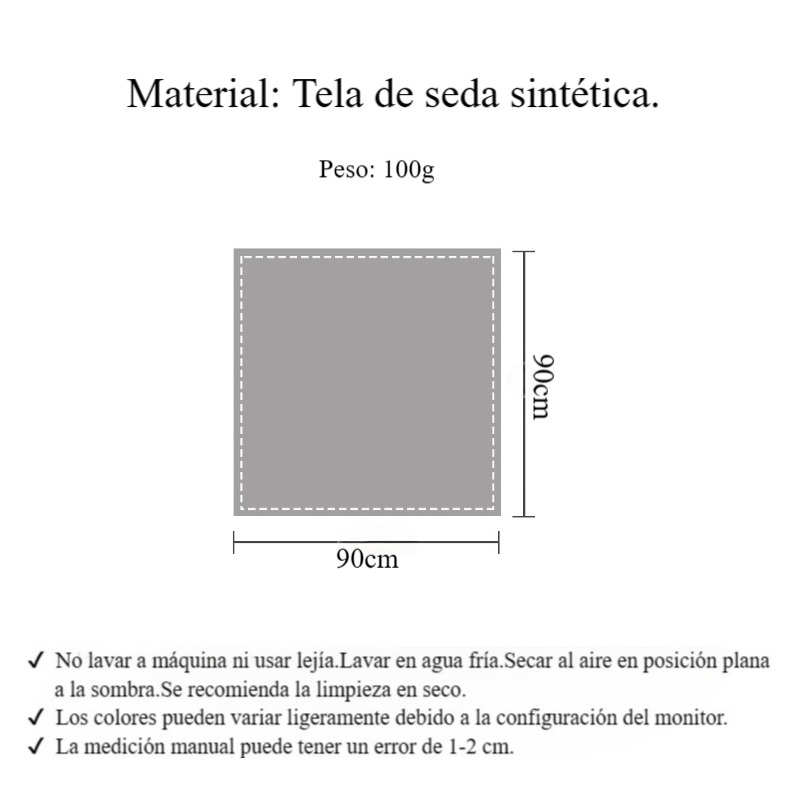 Material: Tela de seda sintética.
Peso: 100g
90cm
90cm
✓ No lavar a máquina ni usar lejía.Lavar en agua fría.Secar al aire en posición plana
a la sombra.Se recomienda la limpieza en seco.
✓ Los colores pueden variar ligeramente debido a la configuración del monitor.
✓ La medición manual puede tener un error de 1-2 cm.